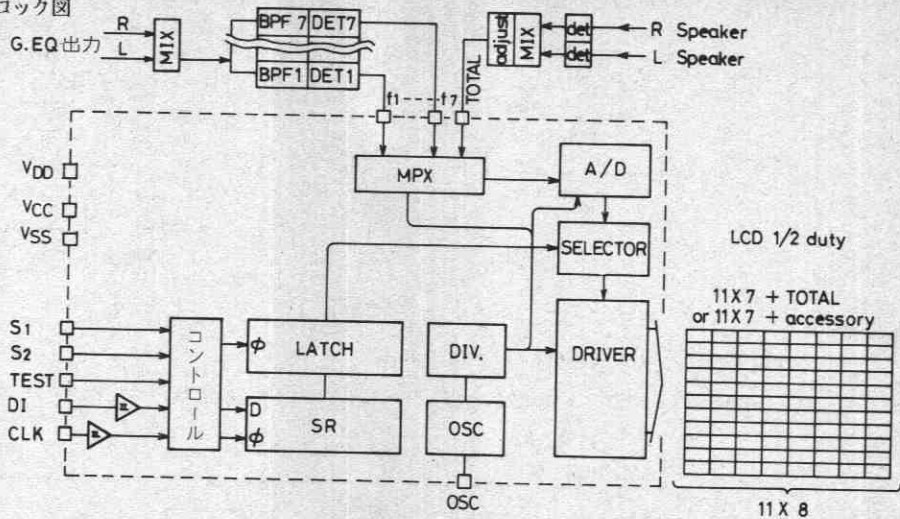 ロック図
R
G.EQ出力
L
MIX
BPF 7 DET7
BPF1 DET1
f1 ---- f7
TOTAL
adjust
MIX
det
det
R Speaker
L Speaker
VDD
VCC
VSS
MPX
A/D
SELECTOR
S1
S2
TEST
DI
CLK
コントロール
φ LATCH
D
φ
SR
DIV.
OSC
DRIVER
OSC
LCD 1/2 duty
11X7 + TOTAL
or 11X7 + accessory
11 X 8